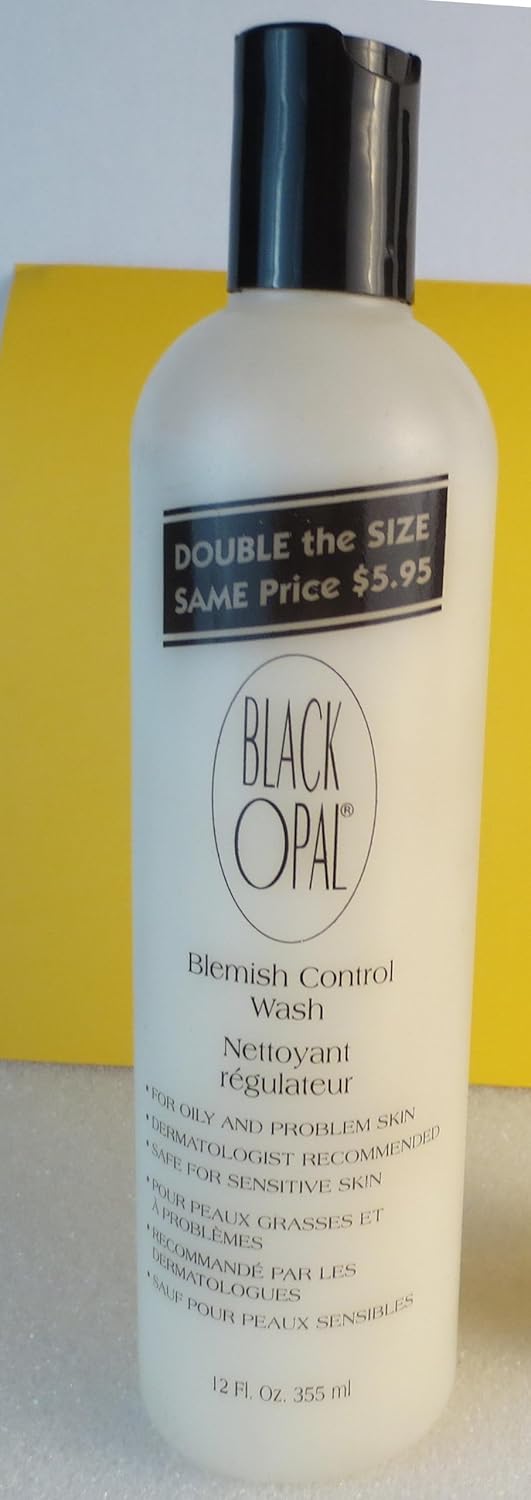 DOUBLE the SIZE
SAME Price $5.95
BLACK
OPAL®
Blemish Control
Wash
Nettoyant
régulateur
• FOR OILY AND PROBLEM SKIN
• DERMATOLOGIST RECOMMENDED
• SAFE FOR SENSITIVE SKIN
• POUR PEAUX GRASSES ET
À PROBLÈMES
• RECOMMANDÉ PAR LES
DERMATOLOGUES
• SAUF POUR PEAUX SENSIBLES
12 Fl. Oz. 355 ml